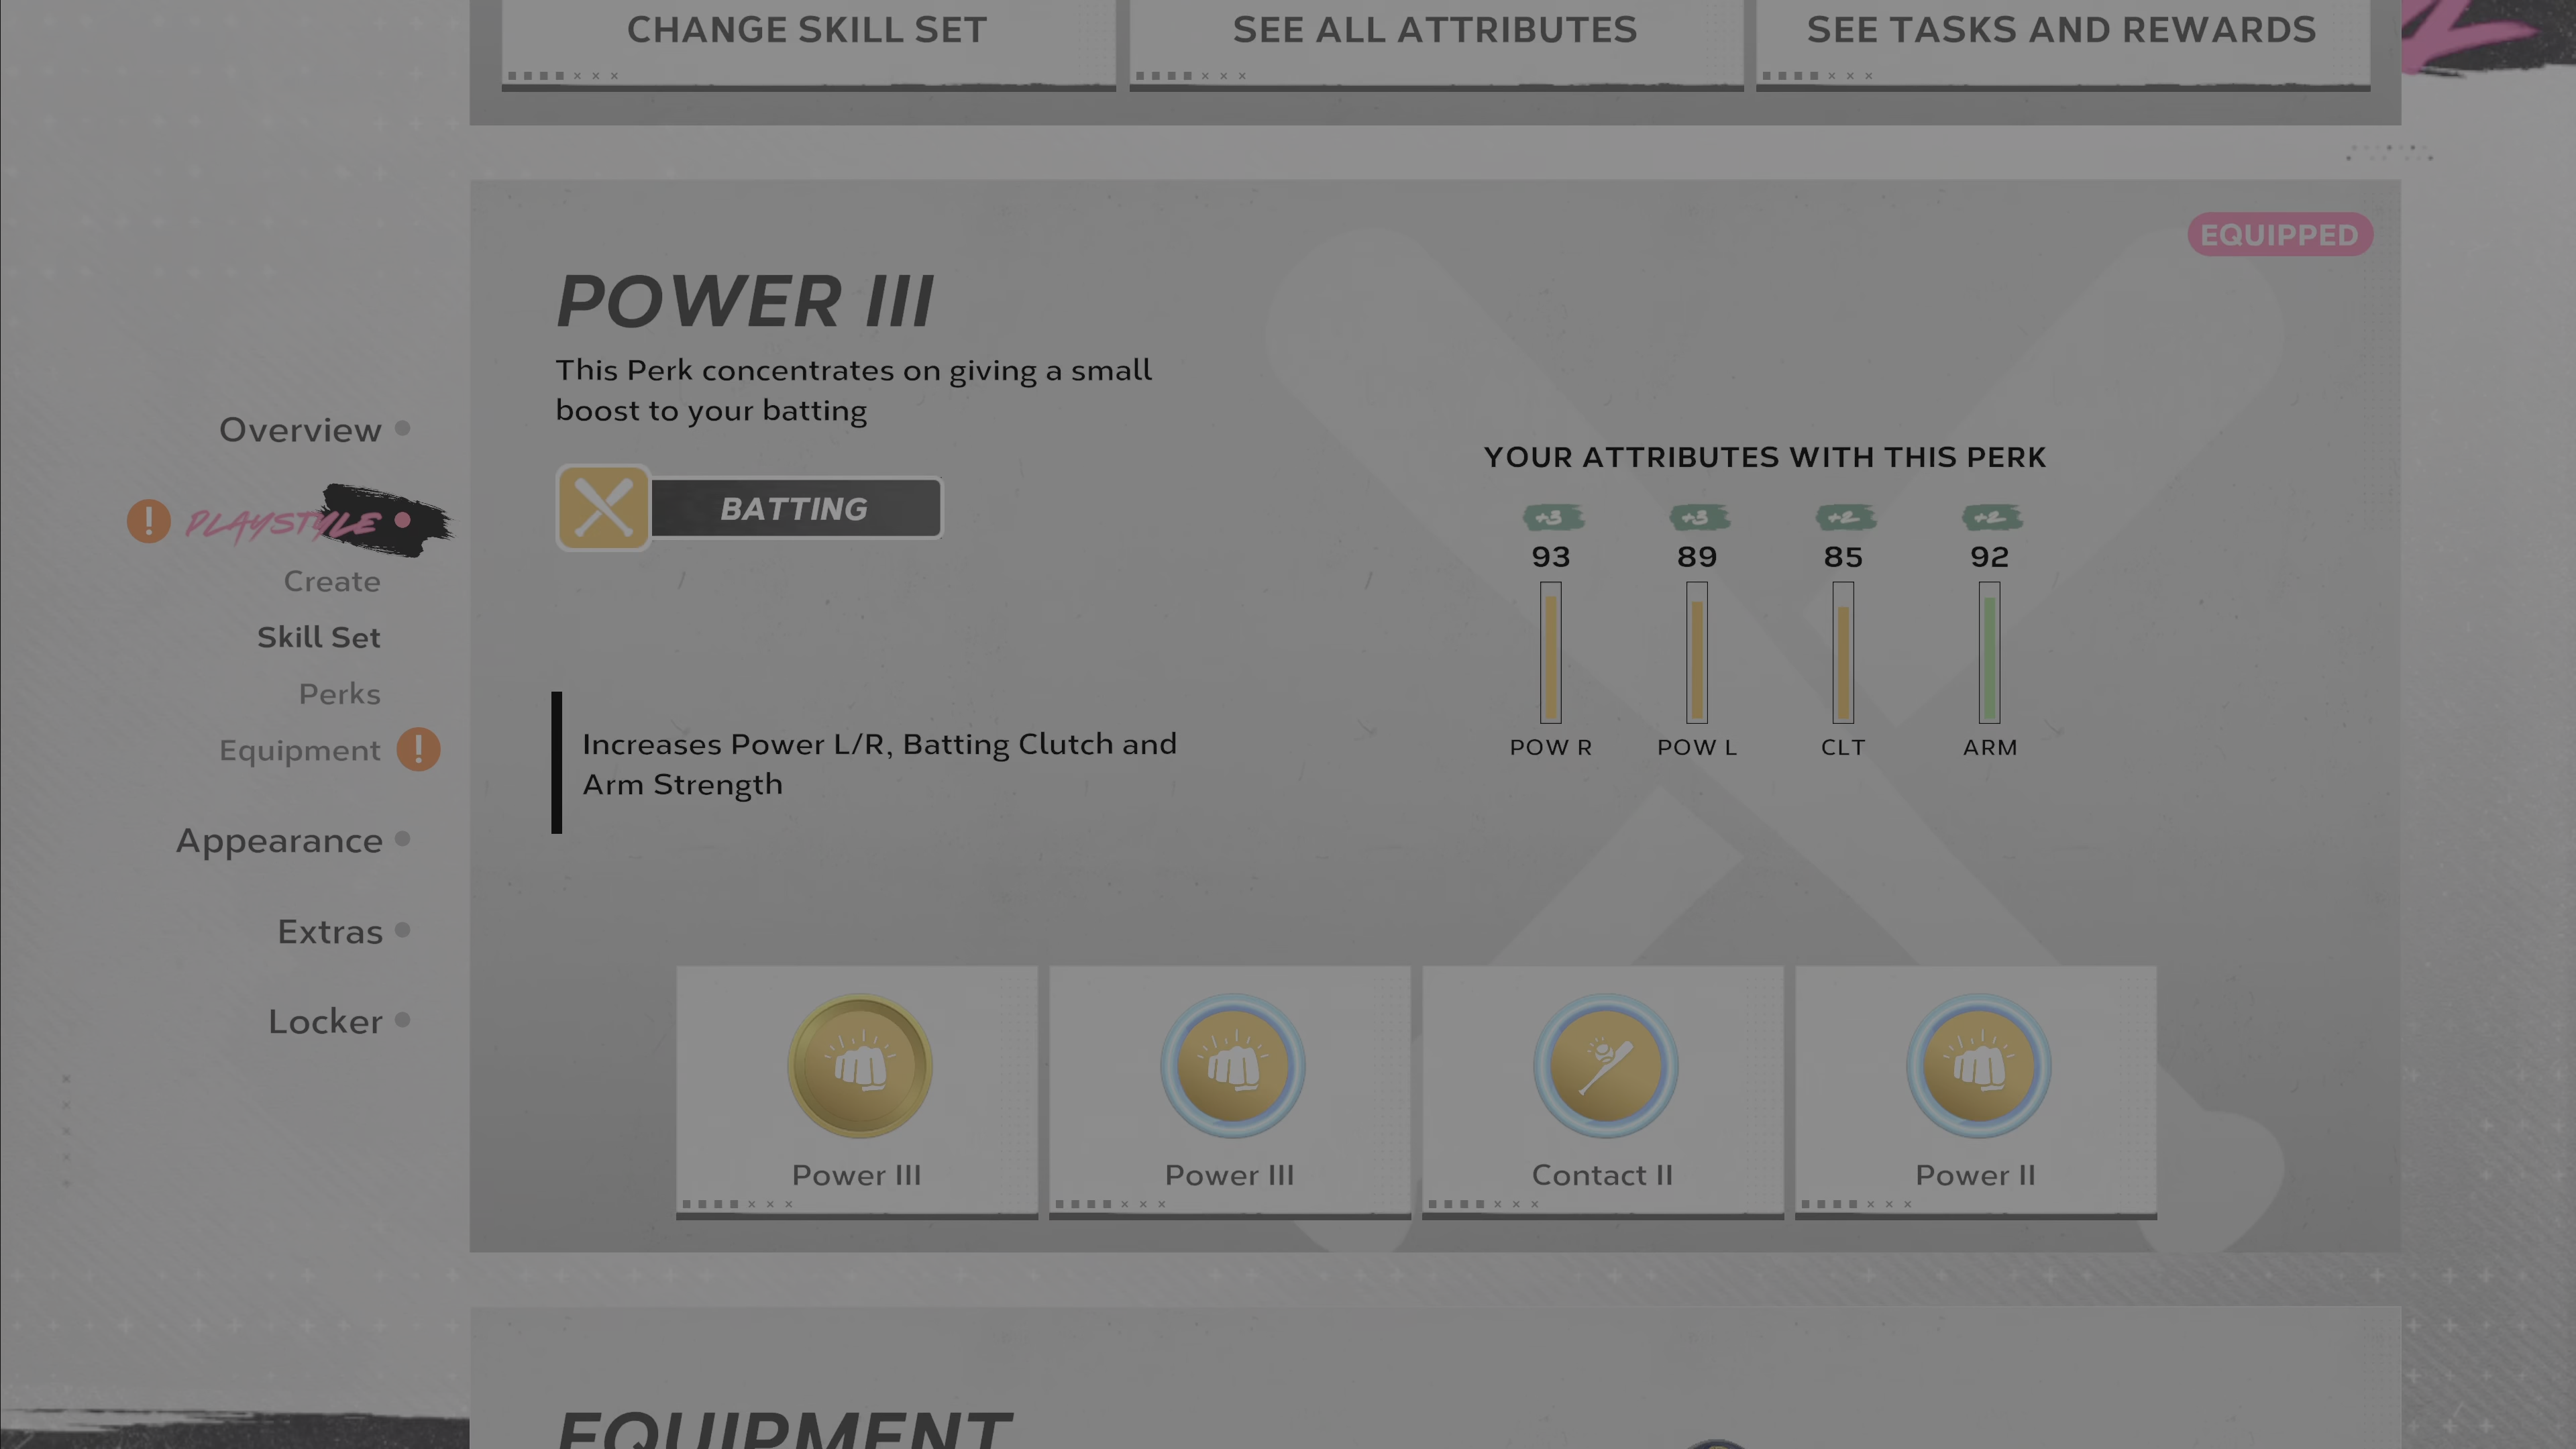 CHANGE SKILL SET
SEE ALL ATTRIBUTES
SEE TASKS AND REWARDS
Overview
! PLAYSTYLE
Create
Skill Set
Perks
Equipment !
Appearance
Extras
Locker
EQUIPPED
POWER III
This Perk concentrates on giving a small
boost to your batting
BATTING
Increases Power L/R, Batting Clutch and
Arm Strength
YOUR ATTRIBUTES WITH THIS PERK
+3 +3 +2 +2
93 89 85 92
POW R POW L CLT ARM
Power III
Power III
Contact II
Power II
EQUIPMENT